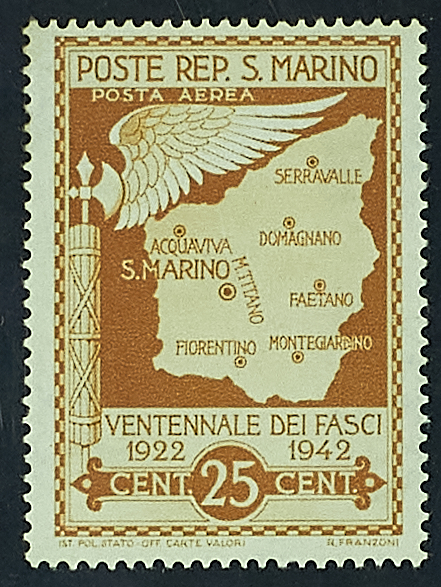 POSTE REP. S. MARINO
POSTA AEREA
SERRAVALLE
ACQUAVIVA DOMAGNANO
S. MARINO M. TITANO
FAETANO
FIORENTINO MONTEGIARDINO
VENTENNALE DEI FASCI
1922 1942
CENT. 25 CENT.
IST. POL. STATO - OFF. CARTE VALORI R. FRANZONI